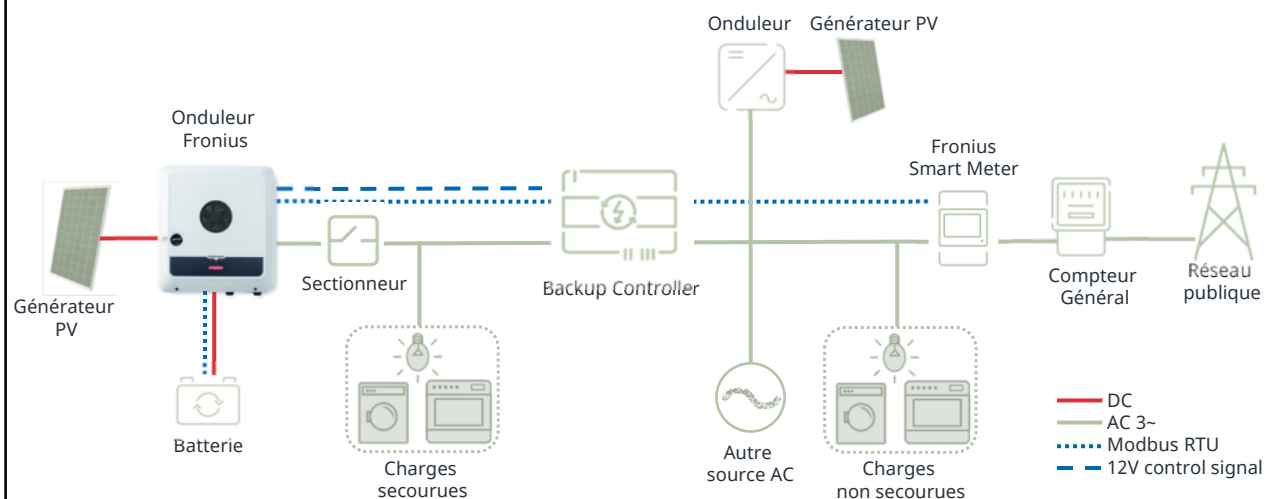 Onduleur
Générateur PV
Onduleur
Fronius
Fronius
Smart Meter
Sectionneur
Backup Controller
Compteur
Général
Réseau
publique
Générateur
PV
Batterie
Charges
secourues
Autre
source AC
Charges
non secourues
DC
AC 3~
Modbus RTU
12V control signal